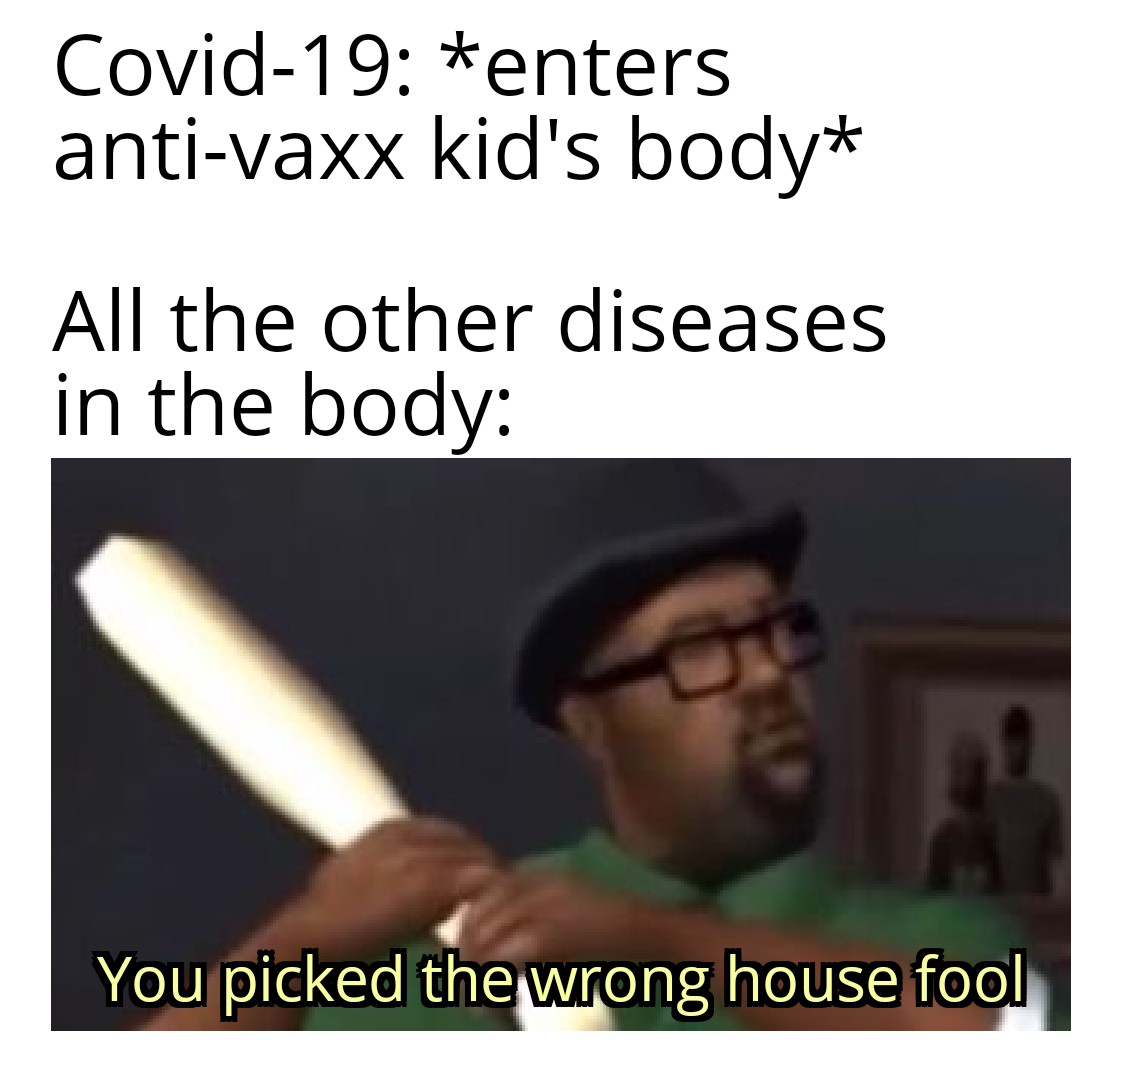 Covid-19: *enters
anti-vaxx kid's body*
All the other diseases
in the body:
You picked the wrong house fool